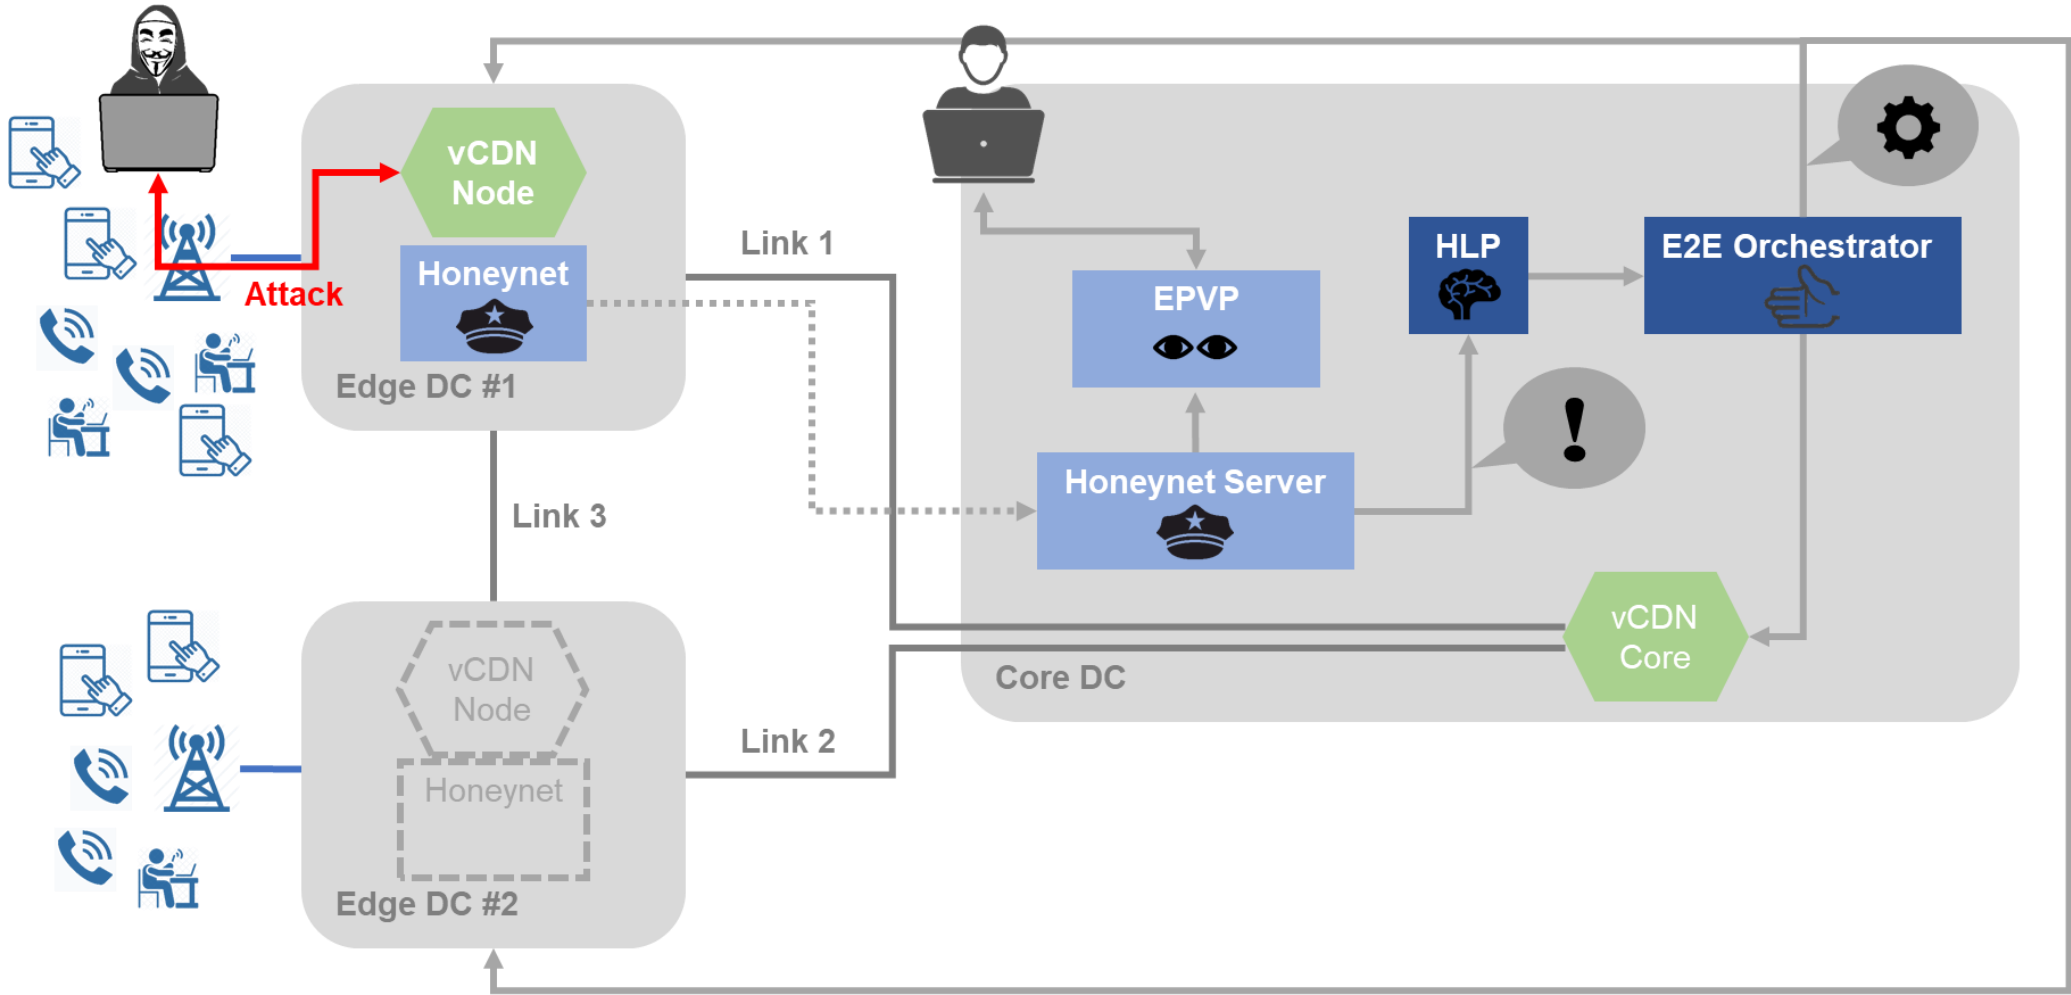 vCDN
Node
Honeynet
Attack
Edge DC #1
Link 1
HLP
E2E Orchestrator
EPVP
Honeynet Server
Link 3
vCDN
Core
Core DC
vCDN
Node
Link 2
Honeynet
Edge DC #2
!